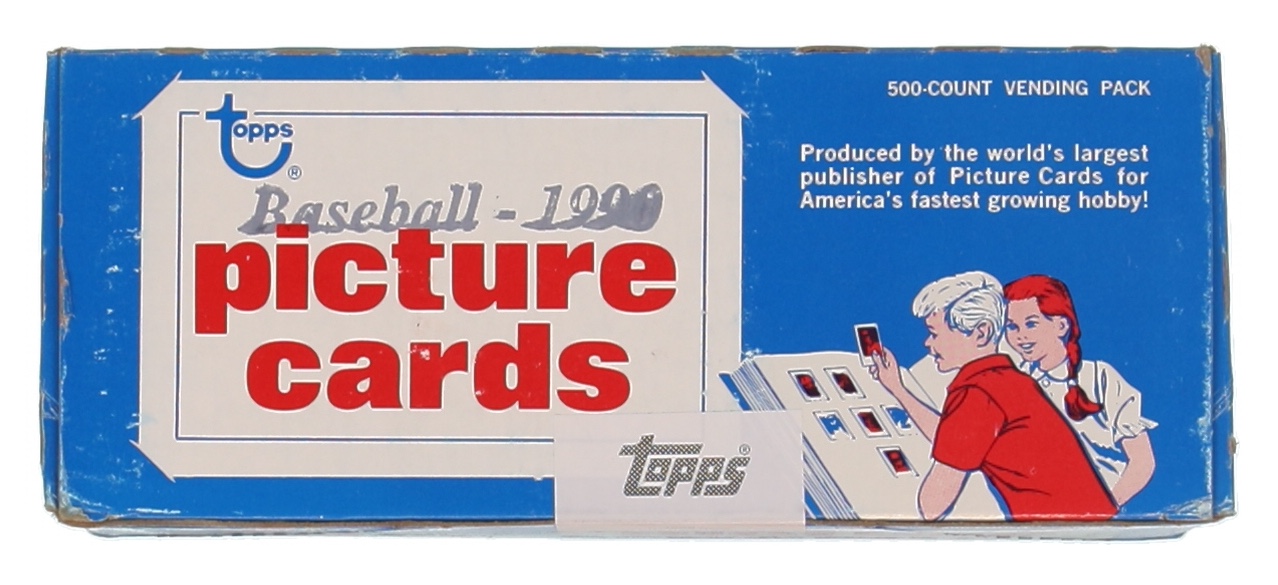 500-COUNT VENDING PACK
topps
®
Baseball - 1990
picture
cards
Produced by the world's largest
publisher of Picture Cards for
America's fastest growing hobby!
topps®